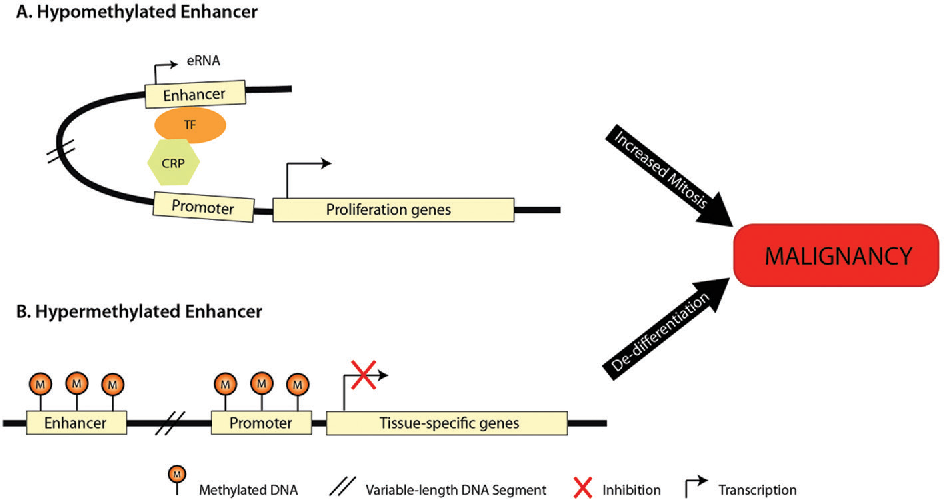 A. Hypomethylated Enhancer
eRNA
Enhancer
TF
CRP
Promoter
Proliferation genes
Increased Mitosis
MALIGNANCY
De-differentiation
B. Hypermethylated Enhancer
M M M M M M
Enhancer Promoter Tissue-specific genes
M Methylated DNA Variable-length DNA Segment Inhibition Transcription